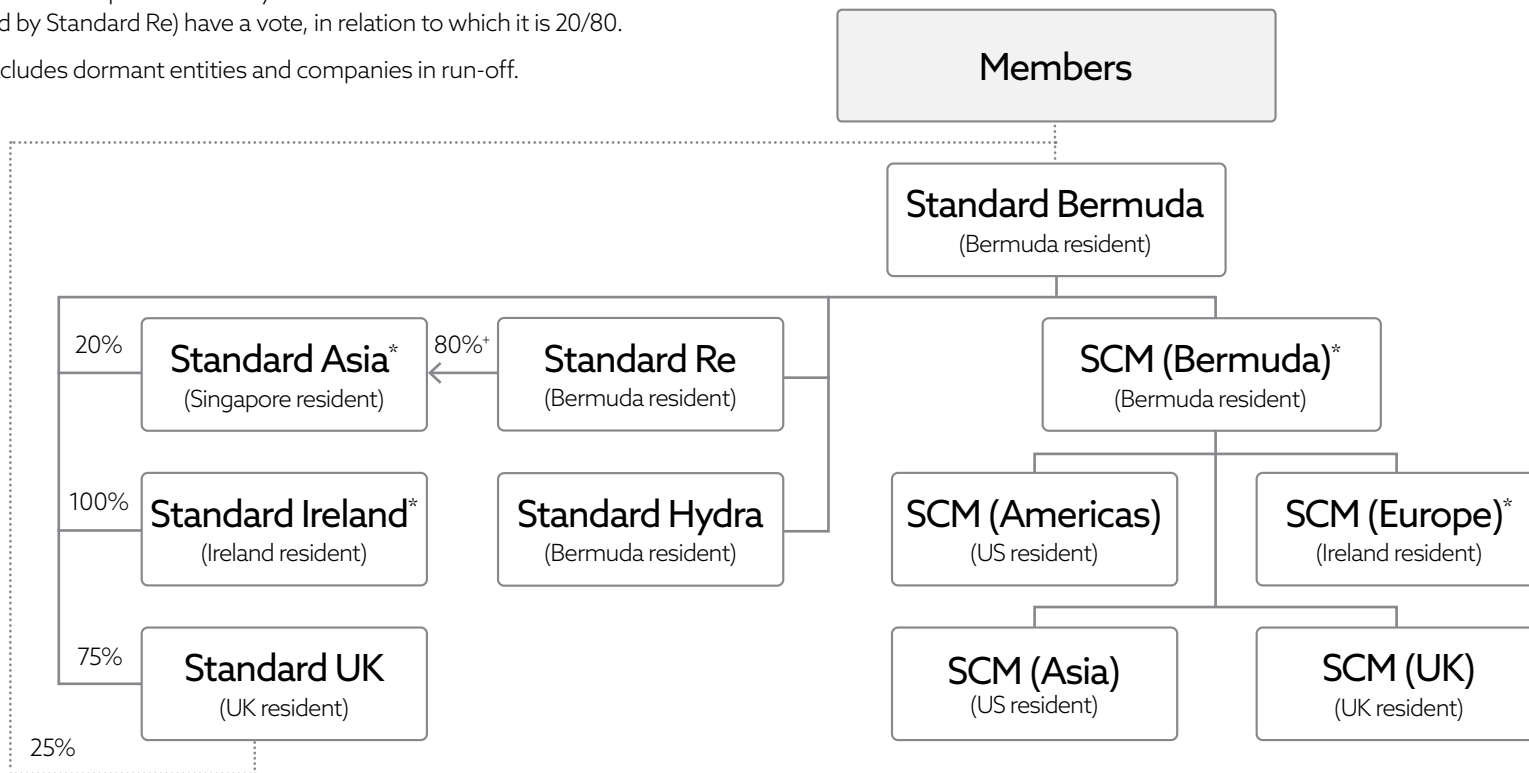 d by Standard Re) have a vote, in relation to which it is 20/80.
cludes dormant entities and companies in run-off.
Members
Standard Bermuda
(Bermuda resident)
20%
Standard Asia*
(Singapore resident)
80%+
Standard Re
(Bermuda resident)
SCM (Bermuda)*
(Bermuda resident)
100%
Standard Ireland*
(Ireland resident)
Standard Hydra
(Bermuda resident)
SCM (Americas)
(US resident)
SCM (Europe)*
(Ireland resident)
75%
Standard UK
(UK resident)
SCM (Asia)
(US resident)
SCM (UK)
(UK resident)
25%